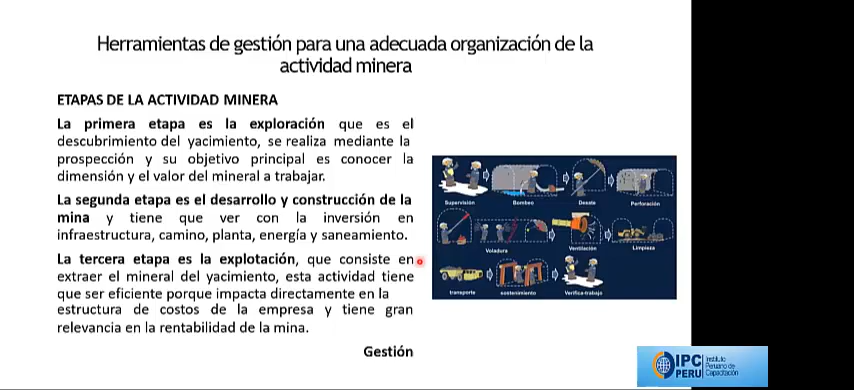 Herramientas de gestión para una adecuada organización de la
actividad minera
ETAPAS DE LA ACTIVIDAD MINERA
La primera etapa es la exploración que es el
descubrimiento del yacimiento, se realiza mediante la
prospección y su objetivo principal es conocer la
dimensión y el valor del mineral a trabajar.
La segunda etapa es el desarrollo y construcción de la
mina y tiene que ver con la inversión en
infraestructura, camino, planta, energía y saneamiento.
La tercera etapa es la explotación, que consiste en
extraer el mineral del yacimiento, esta actividad tiene
que ser eficiente porque impacta directamente en la
estructura de costos de la empresa y tiene gran
relevancia en la rentabilidad de la mina.
Gestión
Supervisión Bombeo Desate Perforación
Voladura Ventilación Limpieza
transporte sostenimiento Verifica-trabajo
IPC PERU
Instituto
Peruano de
Capacitación